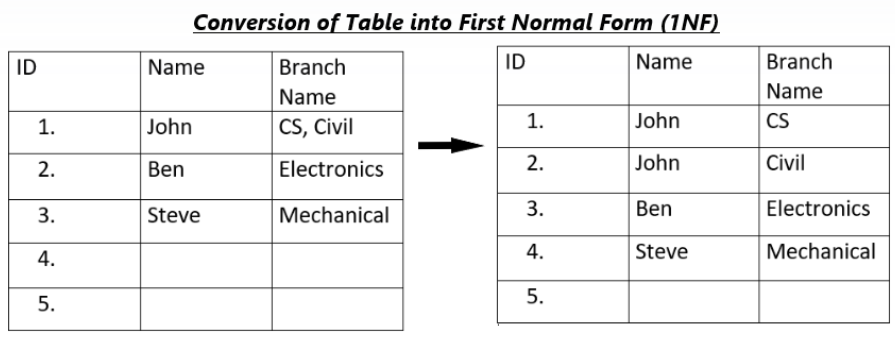 Conversion of Table into First Normal Form (1NF)
ID Name Branch
Name
1. John CS, Civil
2. Ben Electronics
3. Steve Mechanical
4.
5.
ID Name Branch
Name
1. John CS
2. John Civil
3. Ben Electronics
4. Steve Mechanical
5.